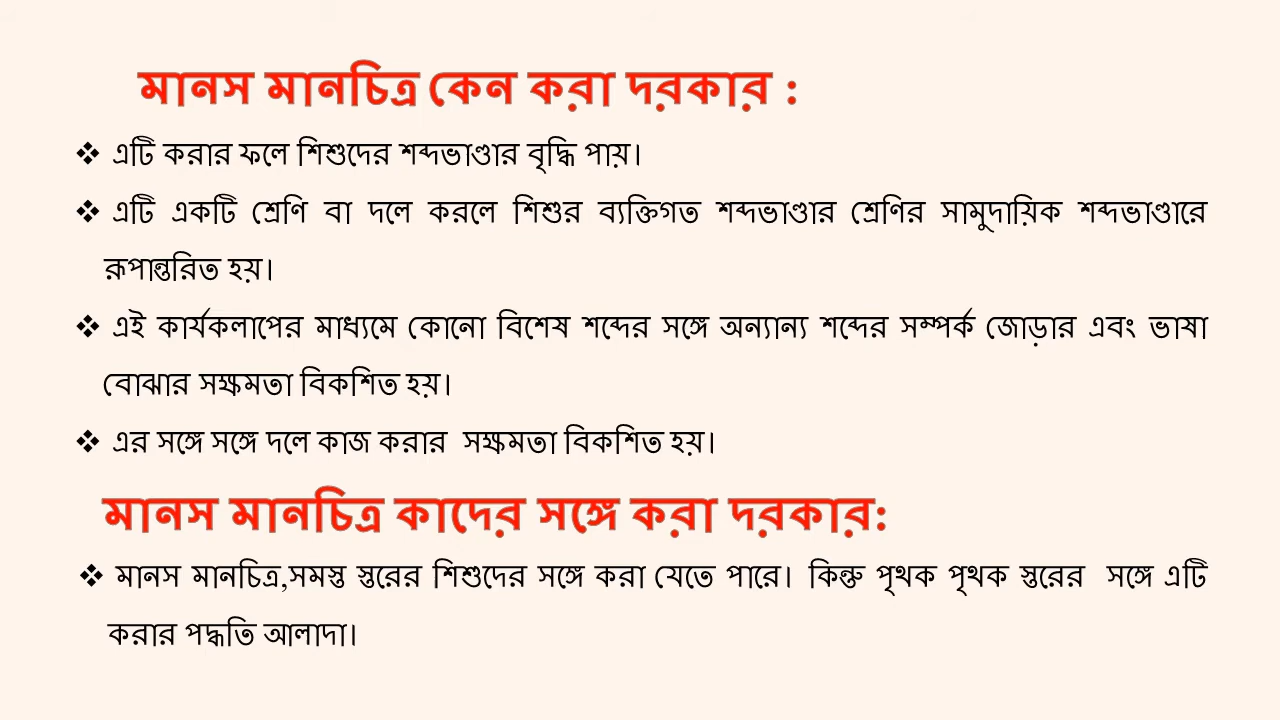 মানস মানচিত্র কেন করা দরকার :
❖ এটি করার ফলে শিশুদের শব্দভাণ্ডার বৃদ্ধি পায়।
❖ এটি একটি শ্রেণি বা দলে করলে শিশুর ব্যক্তিগত শব্দভাণ্ডার শ্রেণির সামুদায়িক শব্দভাণ্ডারে
রূপান্তরিত হয়।
❖ এই কার্যকলাপের মাধ্যমে কোনো বিশেষ শব্দের সঙ্গে অন্যান্য শব্দের সম্পর্ক জোড়ার এবং ভাষা
বোঝার সক্ষমতা বিকশিত হয়।
❖ এর সঙ্গে সঙ্গে দলে কাজ করার সক্ষমতা বিকশিত হয়।
মানস মানচিত্র কাদের সঙ্গে করা দরকার:
❖ মানস মানচিত্র,সমস্ত স্তরের শিশুদের সঙ্গে করা যেতে পারে। কিন্তু পৃথক পৃথক স্তরের সঙ্গে এটি
করার পদ্ধতি আলাদা।